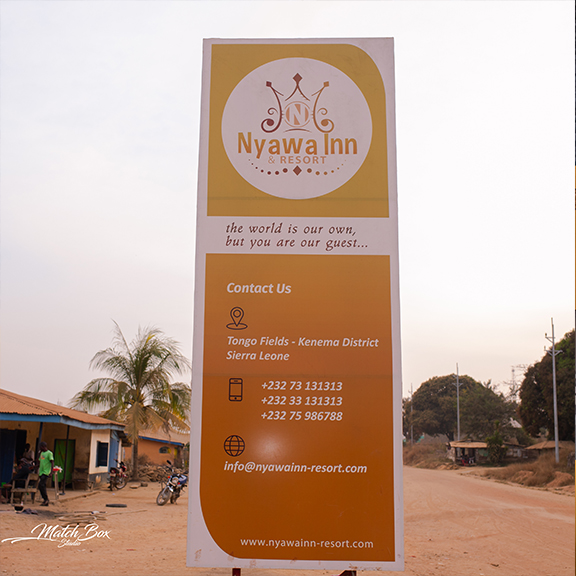 N
Nyawa Inn
& RESORT
the world is our own,
but you are our guest...
Contact Us
Tongo Fields - Kenema District
Sierra Leone
+232 73 131313
+232 33 131313
+232 75 986788
info@nyawainn-resort.com
www.nyawainn-resort.com
Match Box
Studio